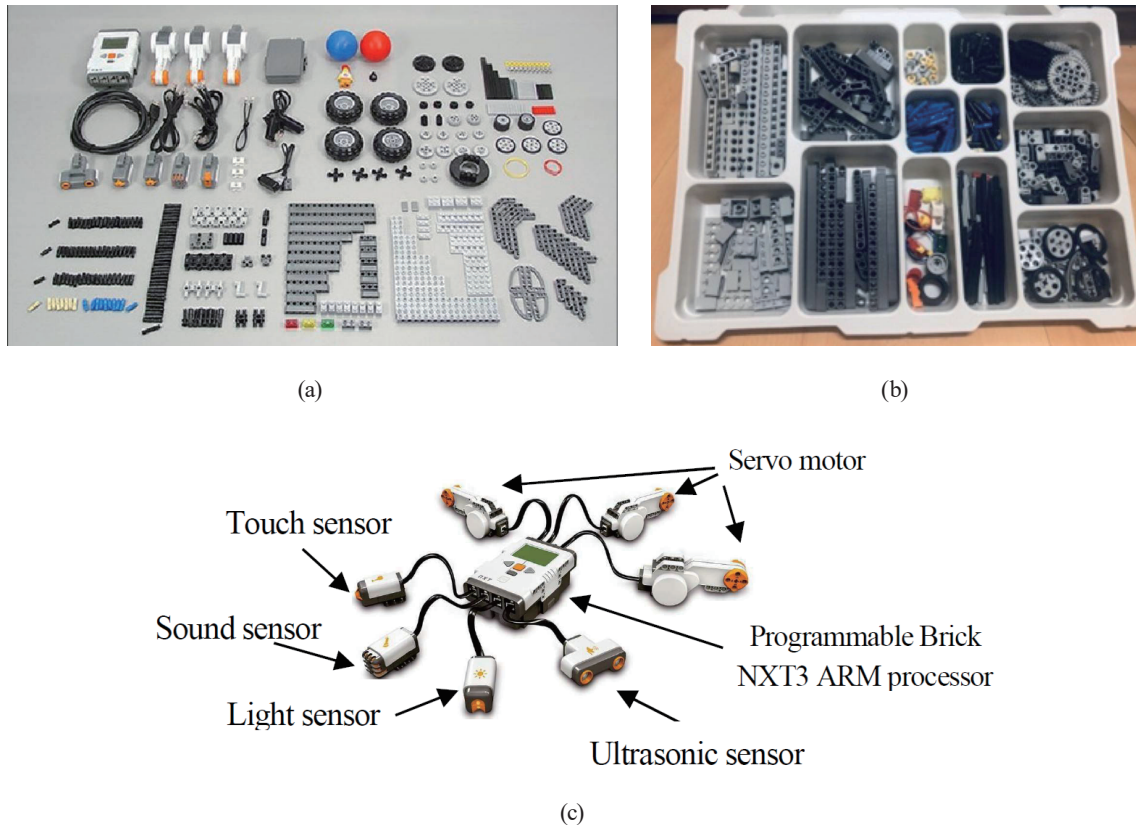 (a)
(b)
Servo motor
Touch sensor
Sound sensor
Programmable Brick
NXT3 ARM processor
Light sensor
Ultrasonic sensor
(c)